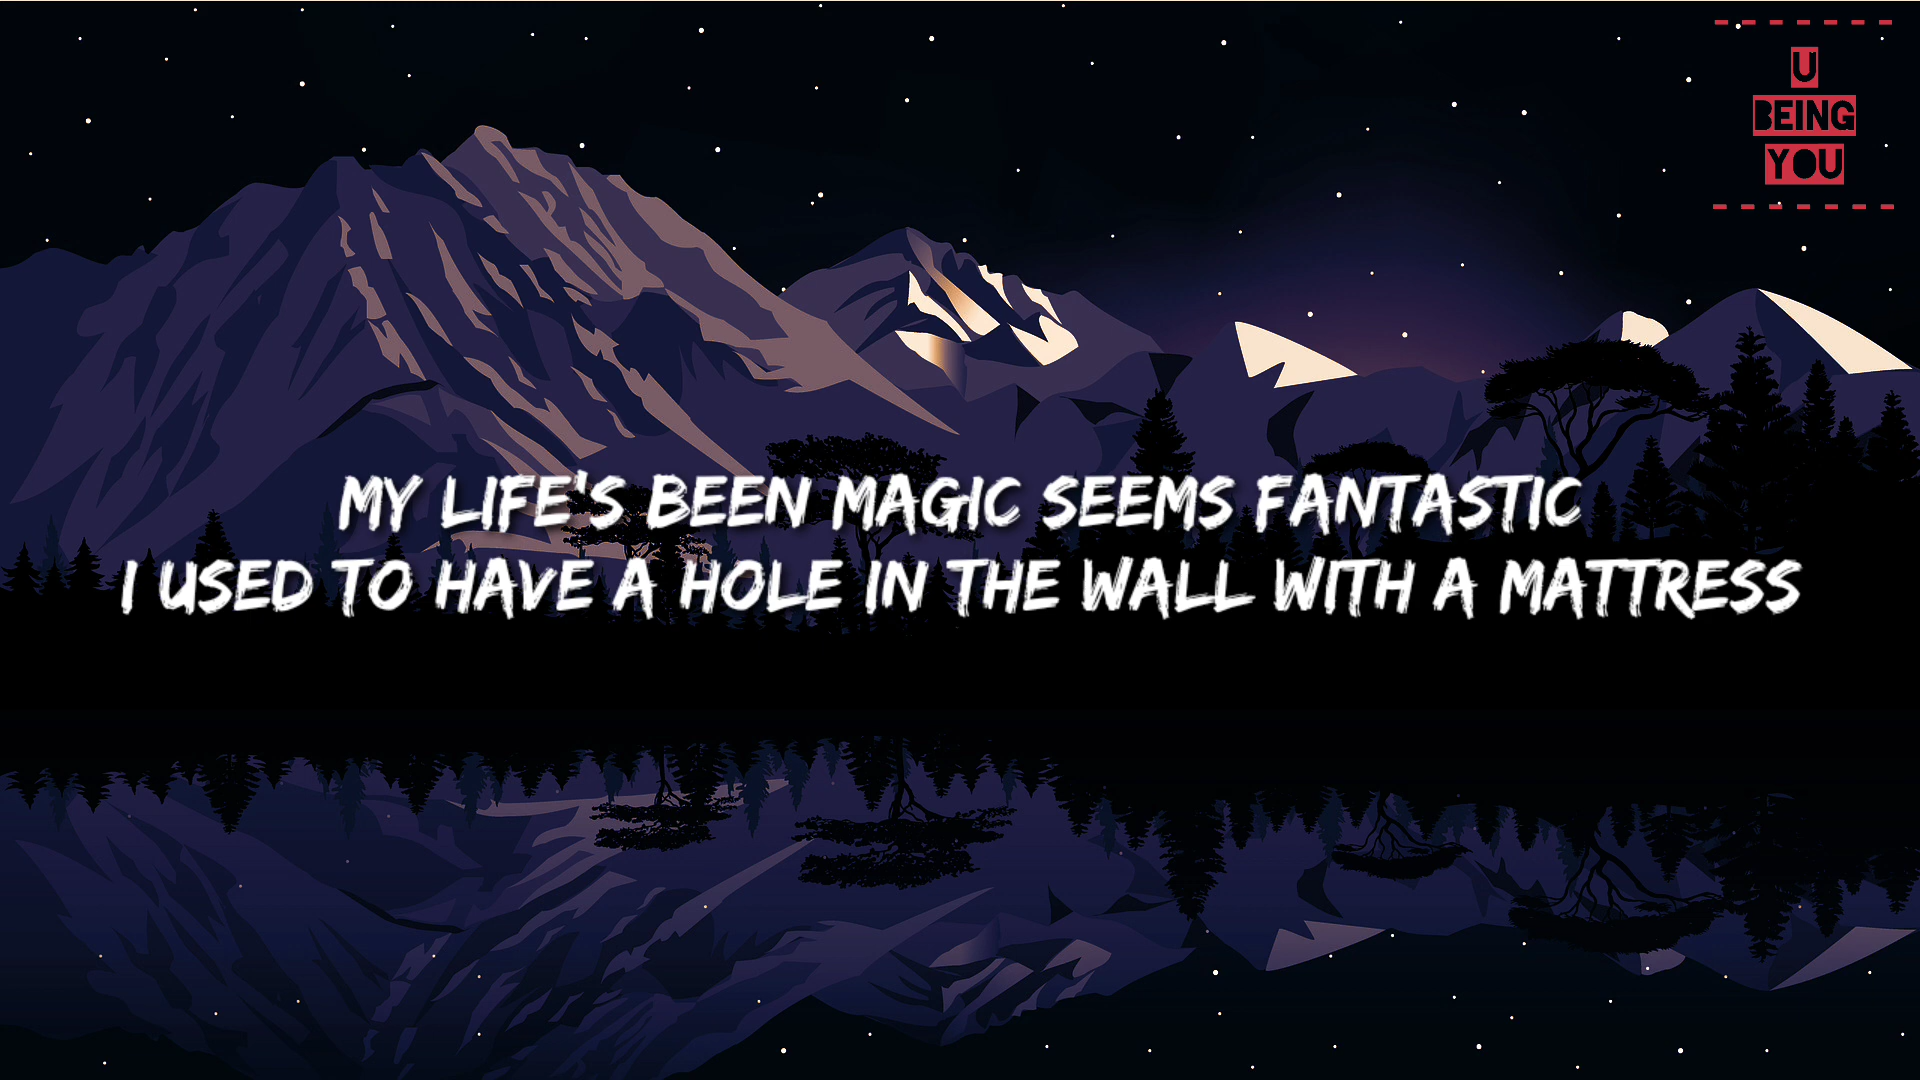 U
BEING
YOU
MY LIFE'S BEEN MAGIC SEEMS FANTASTIC
I USED TO HAVE A HOLE IN THE WALL WITH A MATTRESS